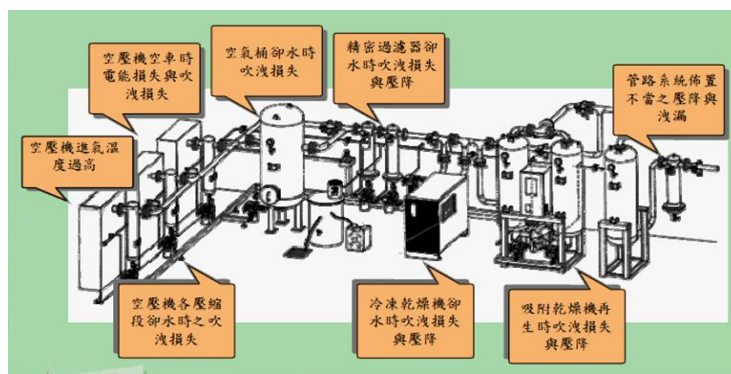 空壓機空車時
電能損失與吹
洩損失
空氣桶卻水時
吹洩損失
精密過濾器卻
水時吹洩損失
與壓降
管路系統佈置
不當之壓降與
洩漏
空壓機進氣溫
度過高
空壓機各壓縮
段卻水時之吹
洩損失
冷凍乾燥機卻
水時吹洩損失
與壓降
吸附乾燥機再
生時吹洩損失
與壓降